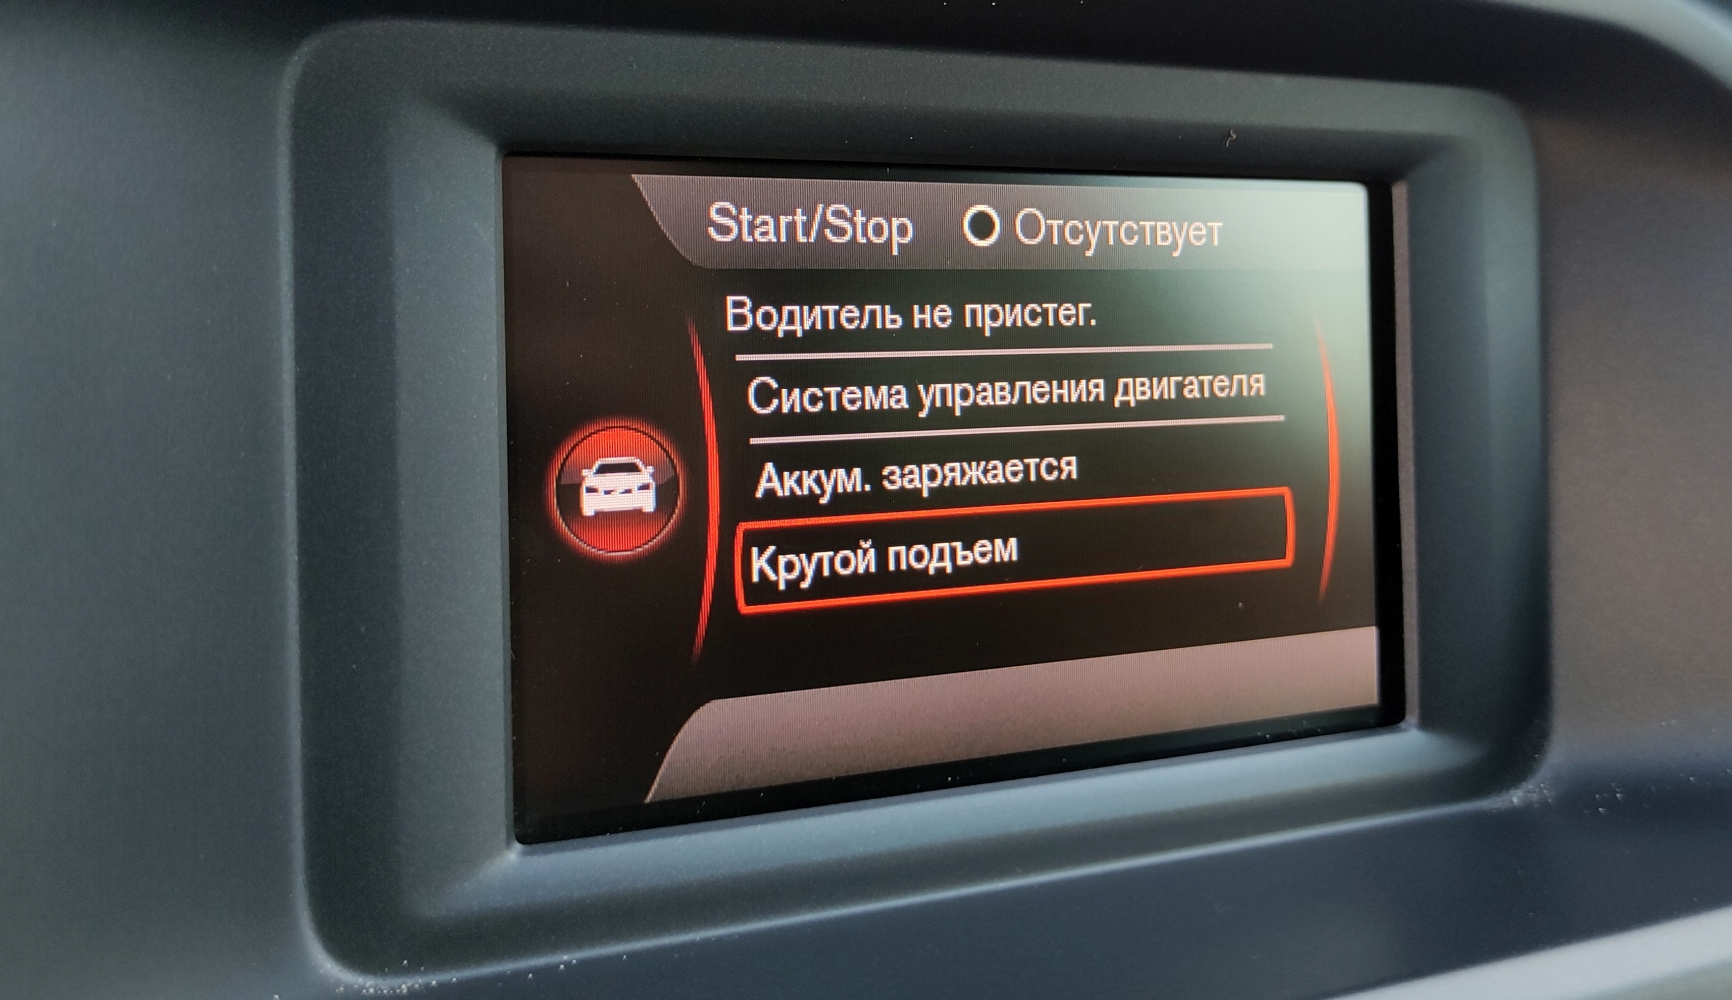 Start/Stop Отсутствует
Водитель не пристег.
Система управления двигателя
Аккум. заряжается
Крутой подъем